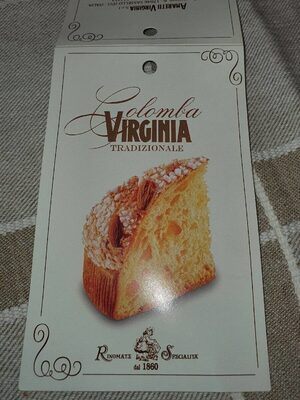 AMARETTI VIRGINIA
Colomba
VIRGINIA
TRADIZIONALE
RINOMATE SPECIALITÀ
dal 1860